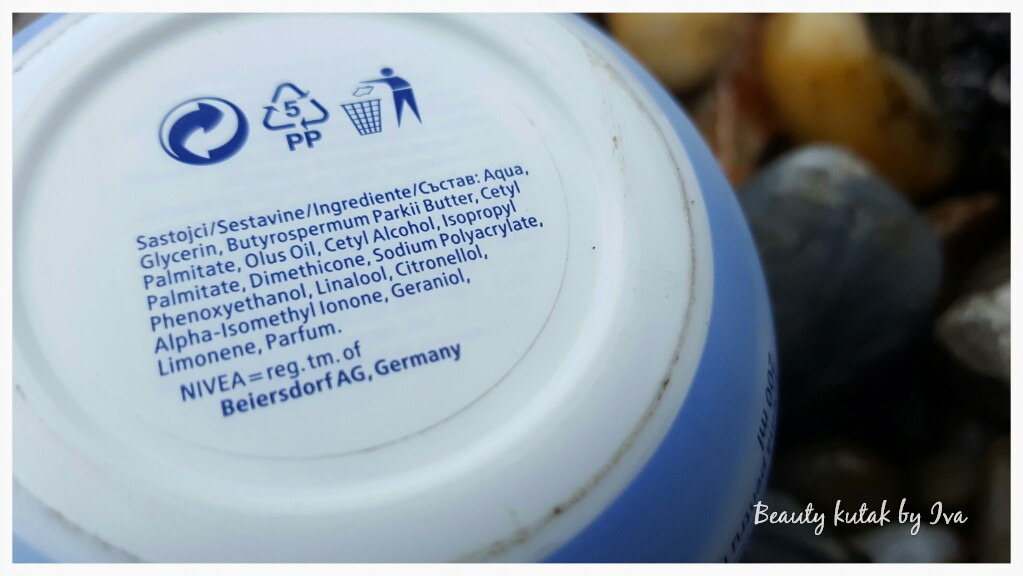 5
PP
Sastojci/Sestavine/Ingrediente/Състав: Aqua,
Glycerin, Butyrospermum Parkii Butter, Cetyl
Palmitate, Olus Oil, Cetyl Alcohol, Isopropyl
Palmitate, Dimethicone, Sodium Polyacrylate,
Phenoxyethanol, Linalool, Citronellol,
Alpha-Isomethyl Ionone, Geraniol,
Limonene, Parfum.
NIVEA=reg. tm. of
Beiersdorf AG, Germany
200 ml
Beauty kutak by Iva